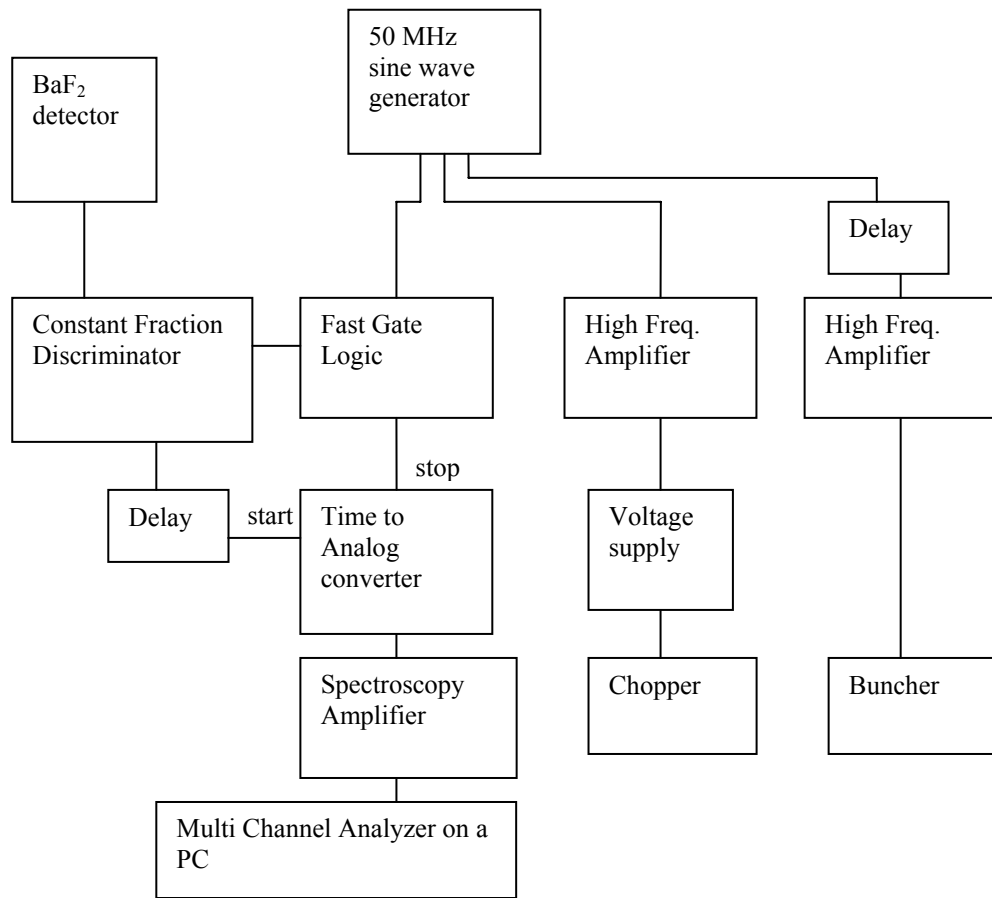 50 MHz
sine wave
generator
BaF₂
detector
Delay
Constant Fraction
Discriminator
Fast Gate
Logic
High Freq.
Amplifier
High Freq.
Amplifier
stop
Delay
start
Time to
Analog
converter
Voltage
supply
Spectroscopy
Amplifier
Chopper
Buncher
Multi Channel Analyzer on a
PC